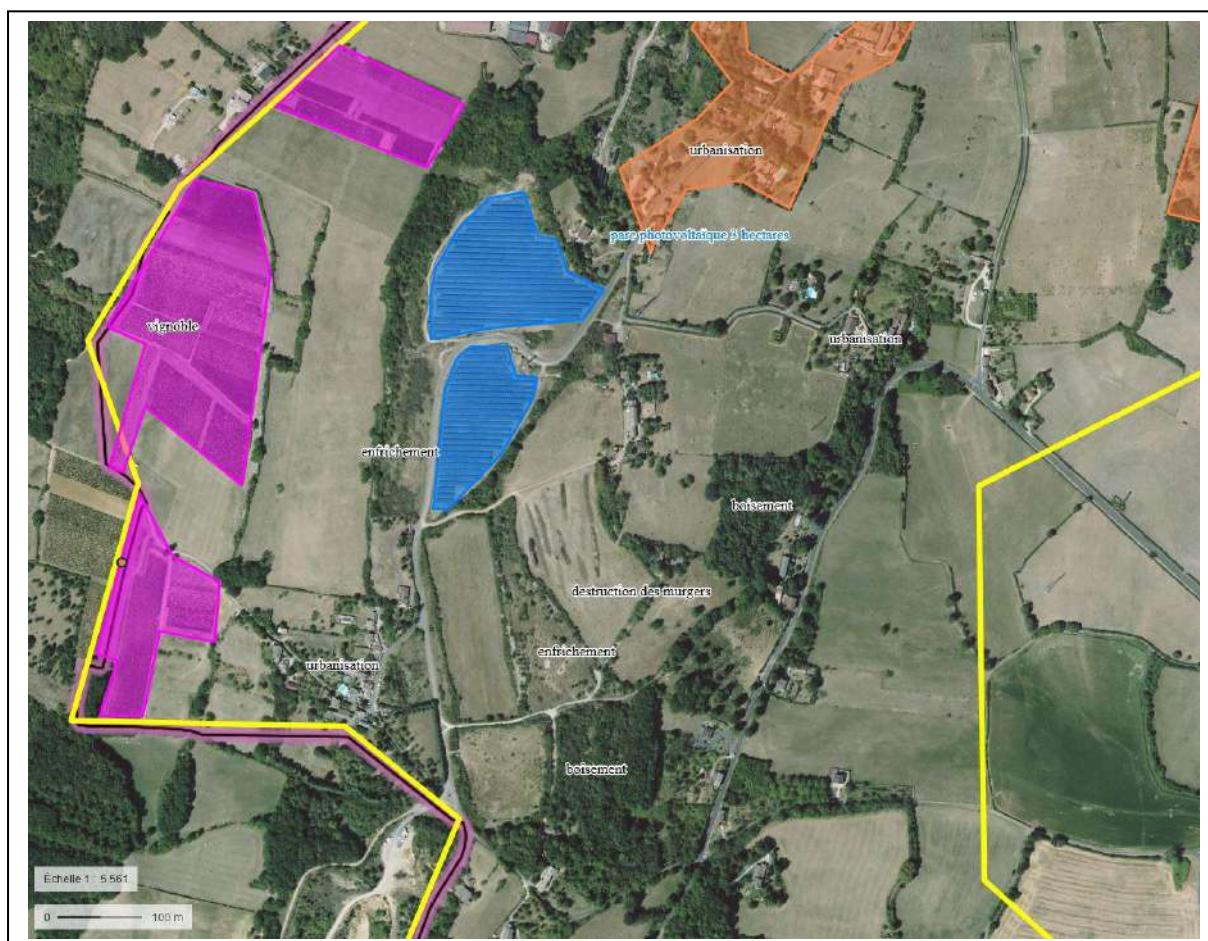 urbanisation
parc photovoltaïque 3 hectares
vignoble
urbanisation
enfrichement
boisement
destruction des murgers
enfrichement
urbanisation
boisement
Échelle 1 : 5 561
0 100 m